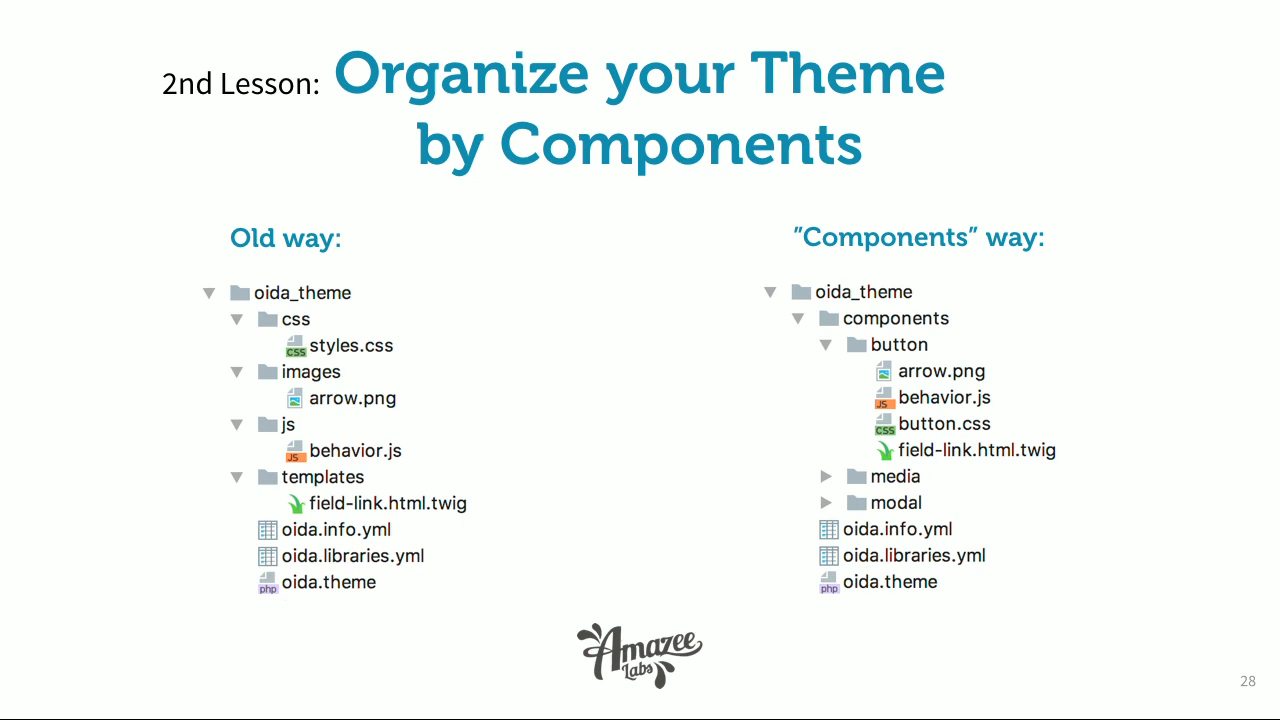 2nd Lesson: Organize your Theme
by Components
Old way:
oida_theme
css
styles.css
images
arrow.png
js
behavior.js
templates
field-link.html.twig
oida.info.yml
oida.libraries.yml
oida.theme
”Components” way:
oida_theme
components
button
arrow.png
behavior.js
button.css
field-link.html.twig
media
modal
oida.info.yml
oida.libraries.yml
oida.theme
Amazee
Labs
28